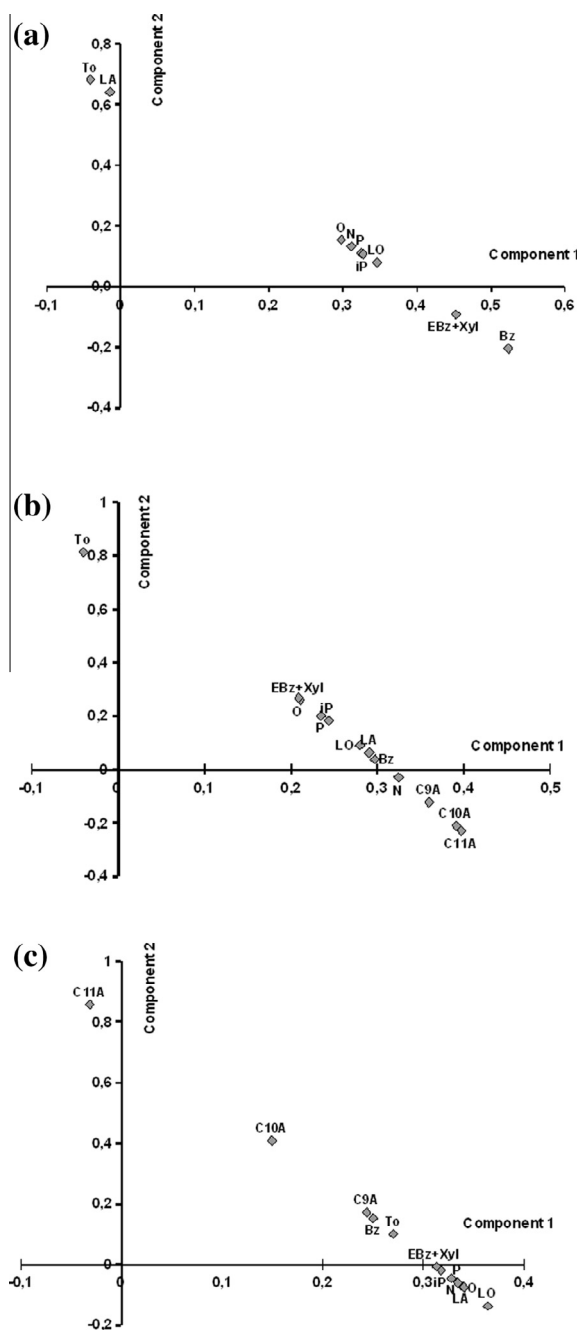 (a)
Component 2
0,8
0,6
0,4
0,2
0,0
-0,2
-0,4
-0,1 0 0,1 0,2 0,3 0,4 0,5 0,6
Component 1
To LA
O N P LO
iP
EBz+Xyl
Bz
(b)
Component 2
1
0,8
0,6
0,4
0,2
0
-0,2
-0,4
-0,1 0 0,1 0,2 0,3 0,4 0,5
Component 1
To
EBz+Xyl
O
iP
P
LO LA
Bz
N
C9A
C10A
C11A
(c)
Component 2
1
0,8
0,6
0,4
0,2
0
-0,2
-0,1 0 0,1 0,2 0,3 0,4
Component 1
C11A
C10A
C9A
Bz To
EBz+Xyl
P
iP
N
O LO
LA